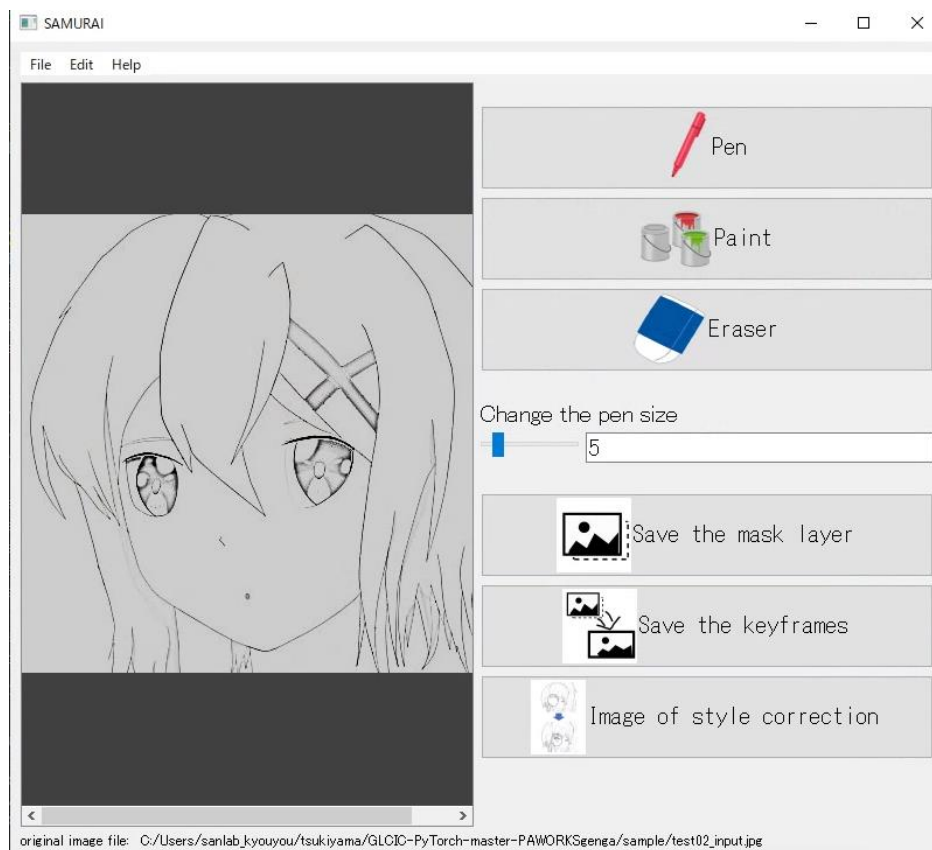 SAMURAI
File Edit Help
Pen
Paint
Eraser
Change the pen size
5
Save the mask layer
Save the keyframes
Image of style correction
original image file: C:/Users/sanlab_kyouyou/tsukiyama/GLCIC-PyTorch-master-PAWORKSgenga/sample/test02_input.jpg